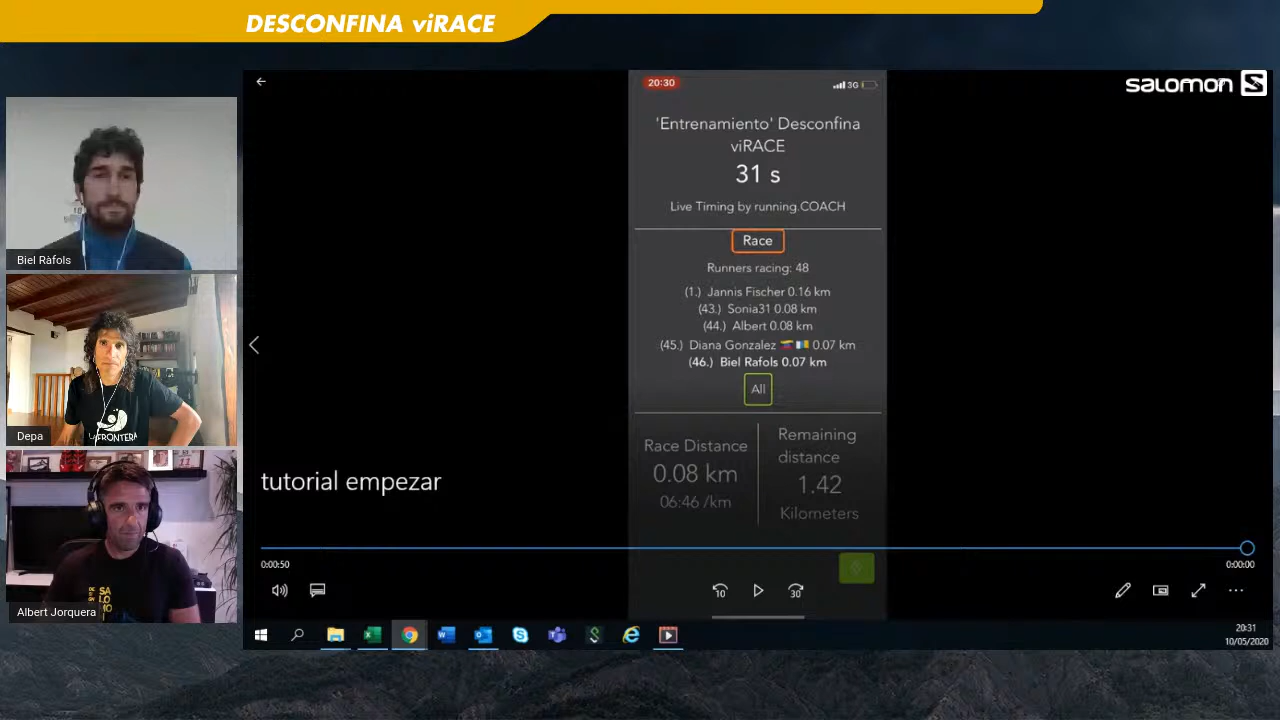 DESCONFINA viRACE
salomon
20:30
3G
'Entrenamiento' Desconfina
viRACE
31 s
Live Timing by running.COACH
Race
Runners racing: 48
(1.) Jannis Fischer 0.16 km
(43.) Sonia31 0.08 km
(44.) Albert 0.08 km
(45.) Diana Gonzalez 0.07 km
(46.) Biel Rafols 0.07 km
All
Race Distance
0.08 km
06:46 /km
Remaining
distance
1.42
Kilometers
Biel Ràfols
LA FRONTERA
Depa
Albert Jorquera
tutorial empezar
0:00:50
0:00:00
10
30
20:31
10/05/2020